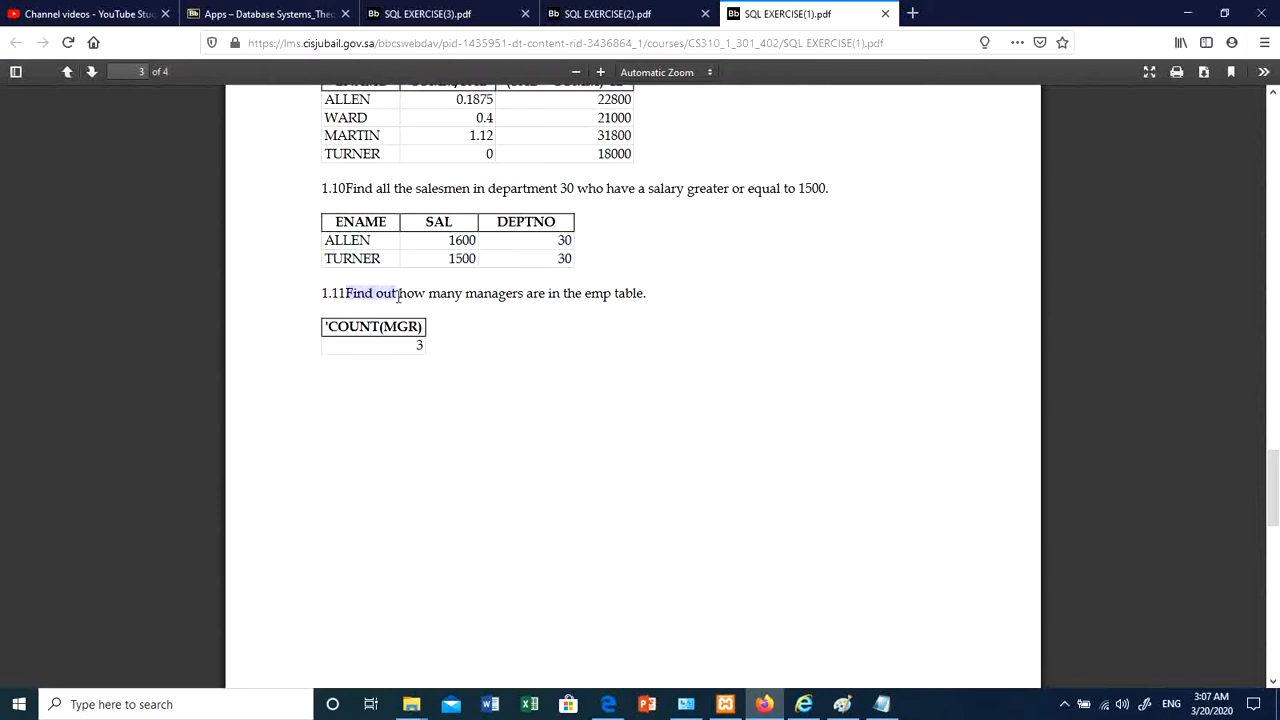 Channel videos - YouTube Stu
Apps – Database Systems_Theo
Bb SQL EXERCISE(3).pdf
Bb SQL EXERCISE(2).pdf
Bb SQL EXERCISE(1).pdf
https://lms.cisjubail.gov.sa/bbcswebdav/pid-1435951-dt-content-rid-3436864_1/courses/CS310_1_301_402/SQL EXERCISE(1).pdf
3 of 4
Automatic Zoom
ALLEN 0.1875 22800
WARD 0.4 21000
MARTIN 1.12 31800
TURNER 0 18000
1.10Find all the salesmen in department 30 who have a salary greater or equal to 1500.
ENAME SAL DEPTNO
ALLEN 1600 30
TURNER 1500 30
1.11Find out how many managers are in the emp table.
'COUNT(MGR)
3
Type here to search
ENG
3:07 AM
3/20/2020